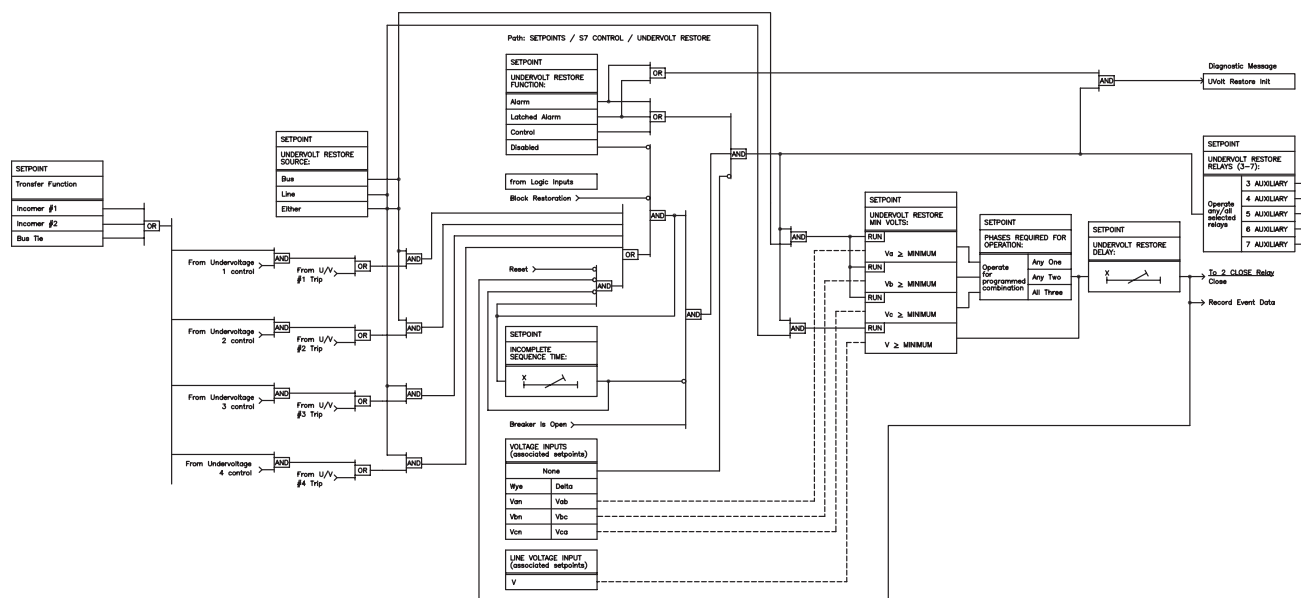 Path: SETPOINTS / S7 CONTROL / UNDERVOLT RESTORE
SETPOINT
Transfer Function
Incomer #1
Incomer #2
Bus Tie
OR
SETPOINT
UNDERVOLT RESTORE
SOURCE:
Bus
Line
Either
From Undervoltage
1 control
AND
From U/V
#1 Trip
OR
AND
From Undervoltage
2 control
AND
From U/V
#2 Trip
OR
AND
From Undervoltage
3 control
AND
From U/V
#3 Trip
OR
AND
From Undervoltage
4 control
AND
From U/V
#4 Trip
OR
AND
SETPOINT
UNDERVOLT RESTORE
FUNCTION:
Alarm
Latched Alarm
Control
Disabled
OR
OR
from Logic Inputs
Block Restoration
AND
OR
Reset
AND
SETPOINT
INCOMPLETE
SEQUENCE TIME:
X
Breaker Is Open
AND
AND
VOLTAGE INPUTS
(associated setpoints)
None
Wye Delta
Van Vab
Vbn Vbc
Vcn Vca
LINE VOLTAGE INPUT
(associated setpoints)
V
AND
AND
SETPOINT
UNDERVOLT RESTORE
MIN VOLTS:
RUN
Va ≥ MINIMUM
RUN
Vb ≥ MINIMUM
RUN
Vc ≥ MINIMUM
RUN
V ≥ MINIMUM
SETPOINT
PHASES REQUIRED FOR
OPERATION:
Operate
for
programmed
combination
Any One
Any Two
All Three
SETPOINT
UNDERVOLT RESTORE
DELAY:
X
AND
Diagnostic Message
UVolt Restore Init
SETPOINT
UNDERVOLT RESTORE
RELAYS (3-7):
Operate
any/all
selected
relays
3 AUXILIARY
4 AUXILIARY
5 AUXILIARY
6 AUXILIARY
7 AUXILIARY
To 2 CLOSE Relay
Close
Record Event Data